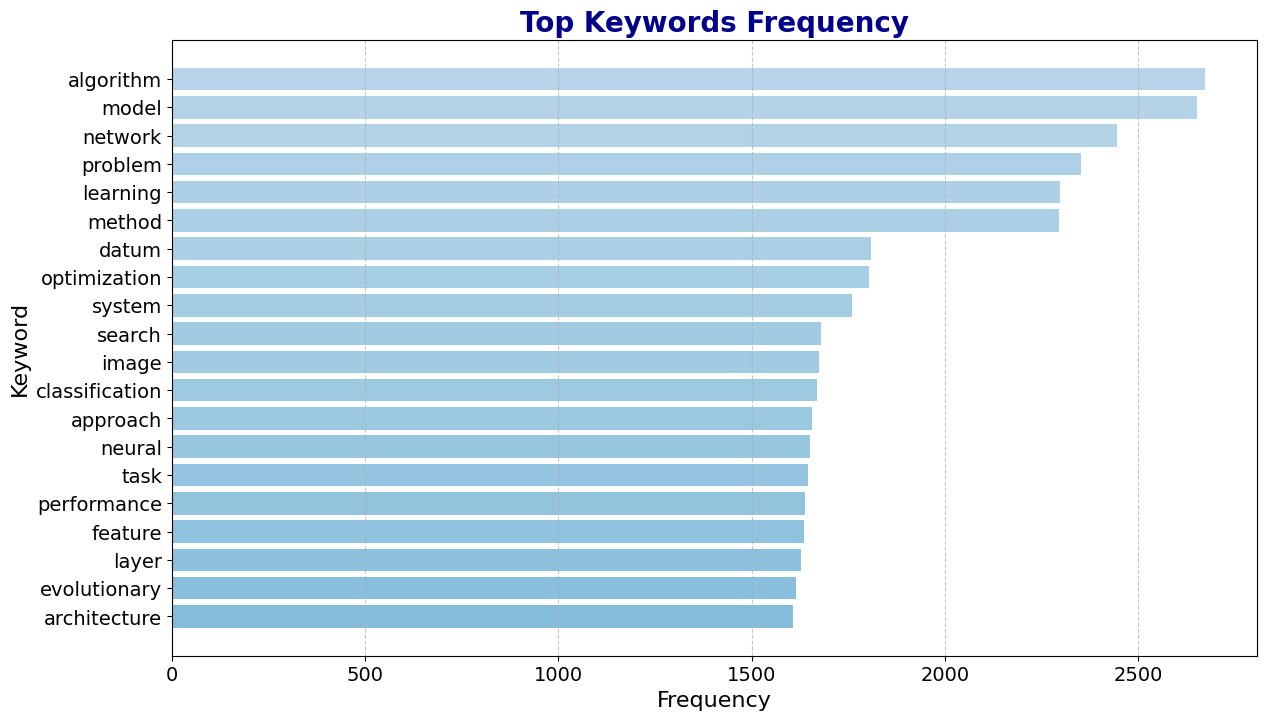 Top Keywords Frequency
Keyword
algorithm
model
network
problem
learning
method
datum
optimization
system
search
image
classification
approach
neural
task
performance
feature
layer
evolutionary
architecture
0 500 1000 1500 2000 2500
Frequency